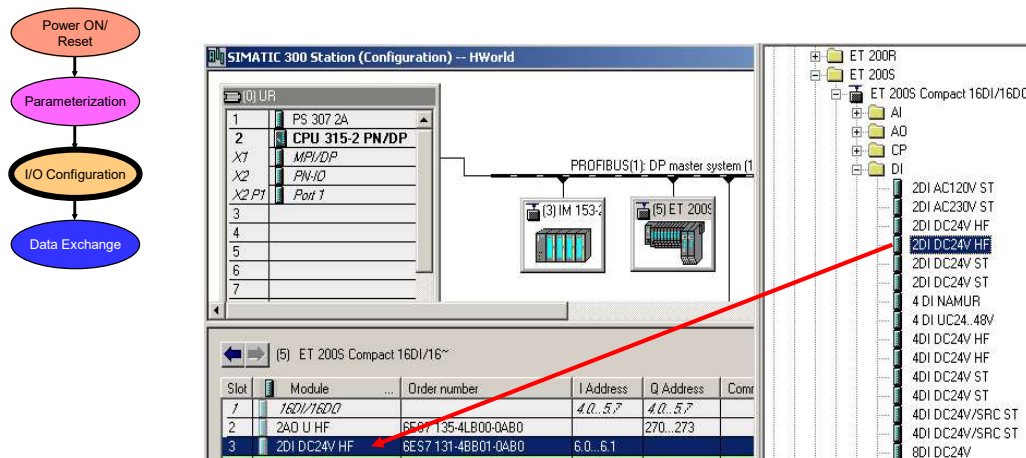 Power ON/
Reset
Parameterization
I/O Configuration
Data Exchange
SIMATIC 300 Station (Configuration) -- HWorld
(0) UR
1 PS 307 2A
2 CPU 315-2 PN/DP
X1 MPI/DP
X2 PN-IO
X2 P1 Port 1
3
4
5
6
7
PROFIBUS(1): DP master system (1
(3) IM 153-2
(5) ET 200S
(5) ET 200S Compact 16DI/16~
Slot Module ... Order number I Address Q Address Comr
1 16DI/16DO 4.0...5.7 4.0...5.7
2 2AO U HF 6ES7 135-4LB00-0AB0 270...273
3 2DI DC24V HF 6ES7 131-4BB01-0AB0 6.0...6.1
ET 200R
ET 200S
ET 200S Compact 16DI/16DO
AI
AO
CP
DI
2DI AC120V ST
2DI AC230V ST
2DI DC24V HF
2DI DC24V HF
2DI DC24V ST
2DI DC24V ST
4 DI NAMUR
4 DI UC24..48V
4DI DC24V HF
4DI DC24V HF
4DI DC24V ST
4DI DC24V ST
4DI DC24V/SRC ST
4DI DC24V/SRC ST
8DI DC24V